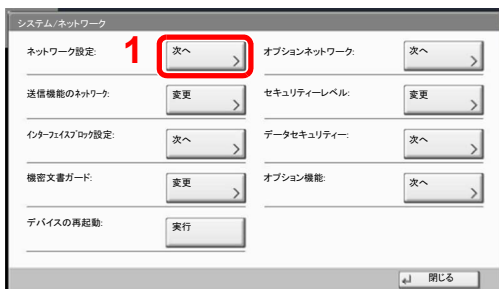 システム/ネットワーク
ネットワーク設定: 1 次へ オプションネットワーク: 次へ
送信機能のネットワーク: 変更 セキュリティーレベル: 変更
インターフェイスブロック設定: 次へ データセキュリティー: 次へ
機密文書ガード: 変更 オプション機能: 次へ
デバイスの再起動: 実行
閉じる